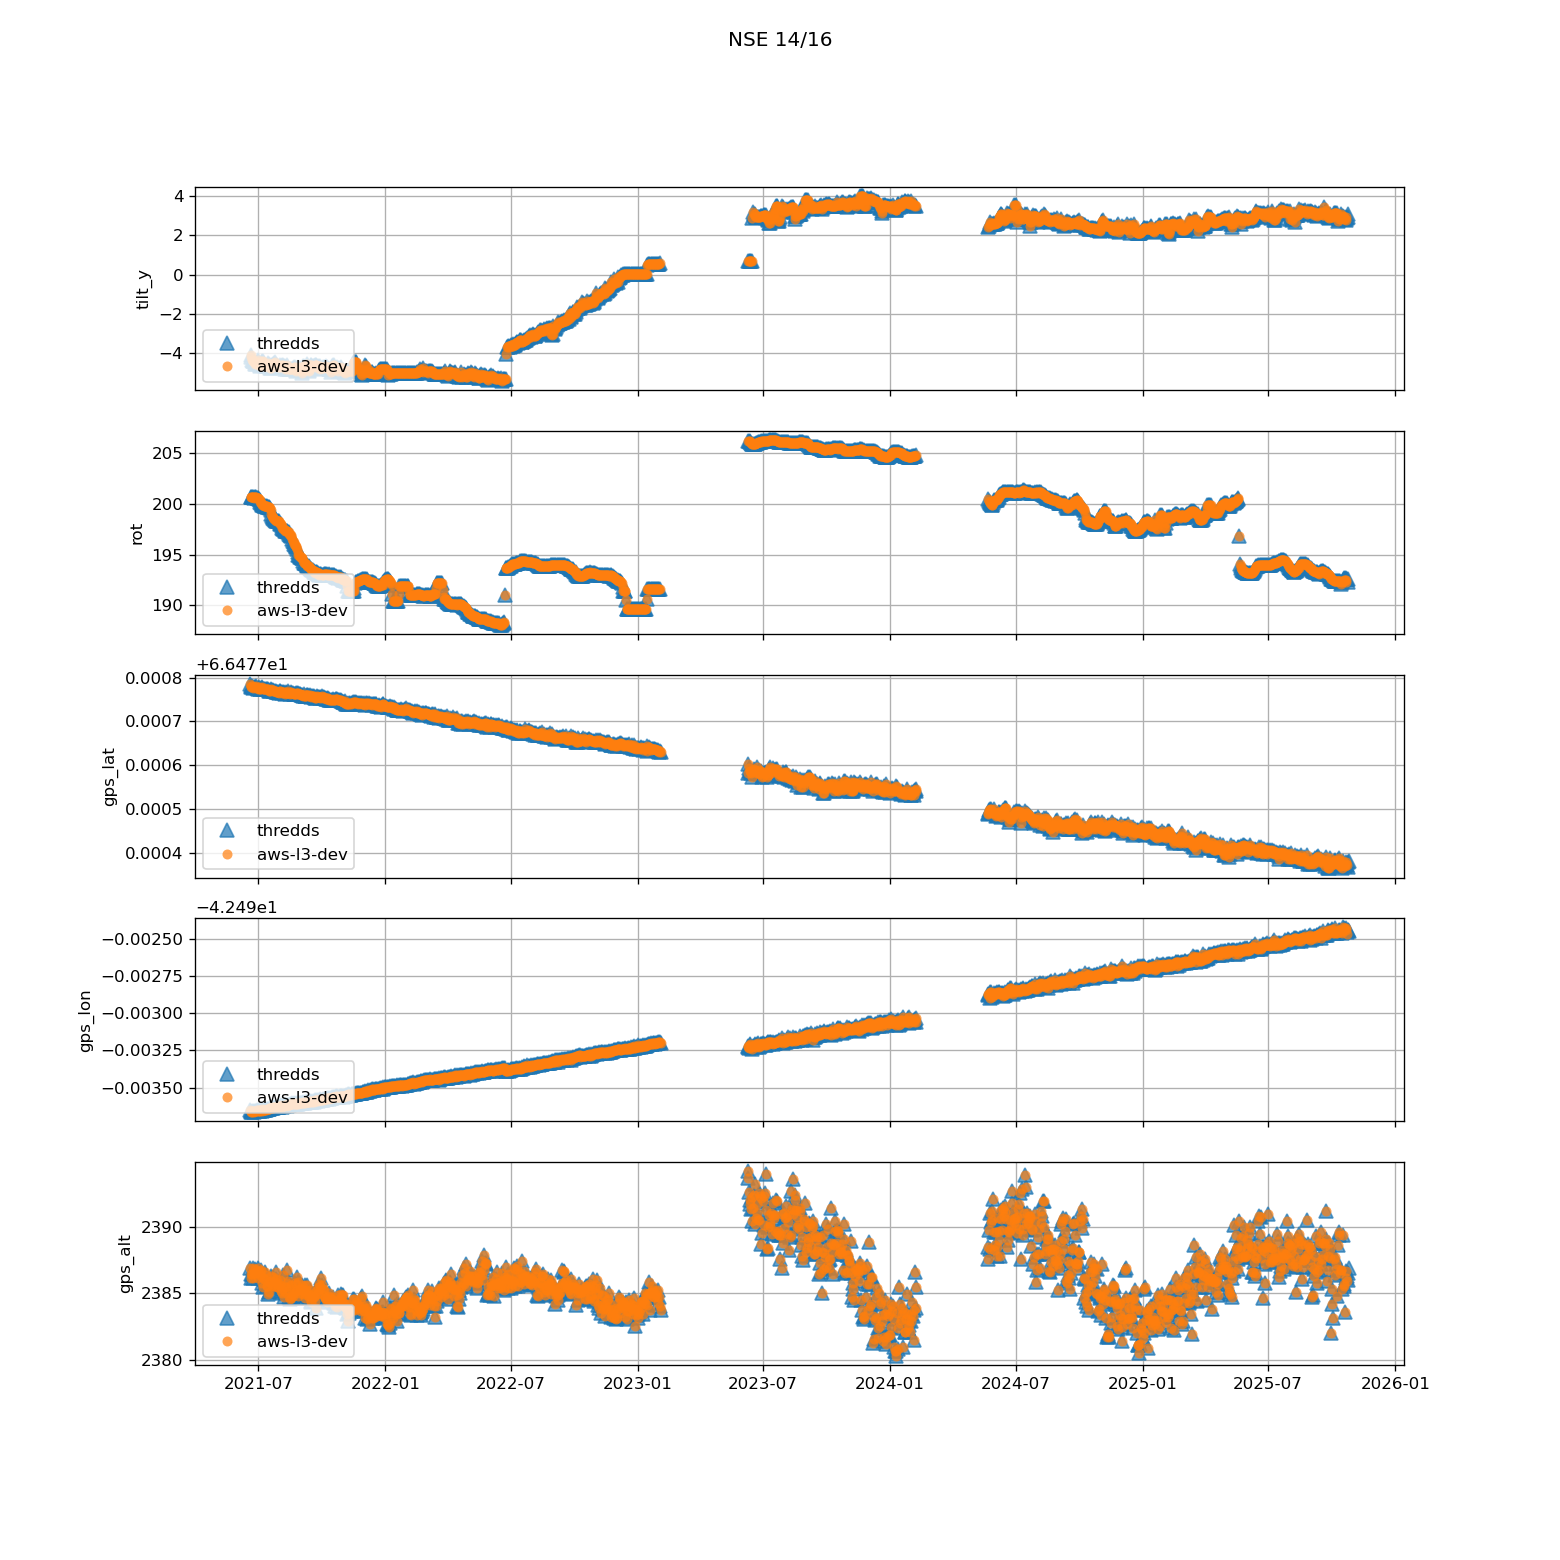 NSE 14/16
4
2
0
−2
−4
tilt_y
thredds
aws-l3-dev
205
200
195
190
rot
thredds
aws-l3-dev
+6.6477e1
0.0008
0.0007
0.0006
0.0005
0.0004
gps_lat
thredds
aws-l3-dev
−4.249e1
−0.00250
−0.00275
−0.00300
−0.00325
−0.00350
gps_lon
thredds
aws-l3-dev
2390
2385
2380
gps_alt
thredds
aws-l3-dev
2021-07 2022-01 2022-07 2023-01 2023-07 2024-01 2024-07 2025-01 2025-07 2026-01